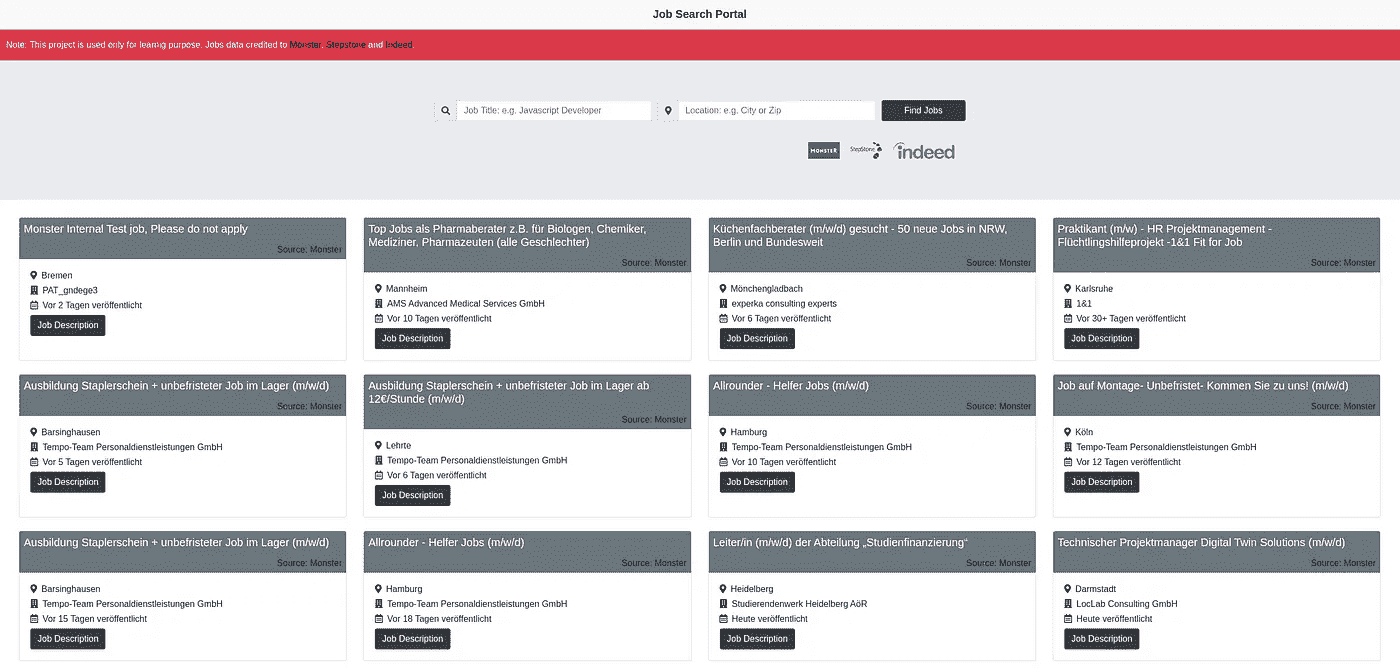 Job Search Portal
Note: This project is used only for learing purpose. Jobs data credited to Monster, Stepstone and Indeed.
Job Title: e.g. Javascript Developer Location: e.g. City or Zip Find Jobs
MONSTER StepStone indeed
Monster Internal Test job, Please do not apply
Source: Monster
Bremen
PAT_gndege3
Vor 2 Tagen veröffentlicht
Job Description
Top Jobs als Pharmaberater z.B. für Biologen, Chemiker,
Mediziner, Pharmazeuten (alle Geschlechter)
Source: Monster
Mannheim
AMS Advanced Medical Services GmbH
Vor 10 Tagen veröffentlicht
Job Description
Küchenfachberater (m/w/d) gesucht - 50 neue Jobs in NRW,
Berlin und Bundesweit
Source: Monster
Mönchengladbach
experka consulting experts
Vor 6 Tagen veröffentlicht
Job Description
Praktikant (m/w) - HR Projektmanagement -
Flüchtlingshilfeprojekt -1&1 Fit for Job
Source: Monster
Karlsruhe
1&1
Vor 30+ Tagen veröffentlicht
Job Description
Ausbildung Staplerschein + unbefristeter Job im Lager (m/w/d)
Source: Monster
Barsinghausen
Tempo-Team Personaldienstleistungen GmbH
Vor 5 Tagen veröffentlicht
Job Description
Ausbildung Staplerschein + unbefristeter Job im Lager ab
12€/Stunde (m/w/d)
Source: Monster
Lehrte
Tempo-Team Personaldienstleistungen GmbH
Vor 6 Tagen veröffentlicht
Job Description
Allrounder - Helfer Jobs (m/w/d)
Source: Monster
Hamburg
Tempo-Team Personaldienstleistungen GmbH
Vor 10 Tagen veröffentlicht
Job Description
Job auf Montage- Unbefristet- Kommen Sie zu uns! (m/w/d)
Source: Monster
Köln
Tempo-Team Personaldienstleistungen GmbH
Vor 12 Tagen veröffentlicht
Job Description
Ausbildung Staplerschein + unbefristeter Job im Lager (m/w/d)
Source: Monster
Barsinghausen
Tempo-Team Personaldienstleistungen GmbH
Vor 15 Tagen veröffentlicht
Job Description
Allrounder - Helfer Jobs (m/w/d)
Source: Monster
Hamburg
Tempo-Team Personaldienstleistungen GmbH
Vor 18 Tagen veröffentlicht
Job Description
Leiter/in (m/w/d) der Abteilung „Studienfinanzierung“
Source: Monster
Heidelberg
Studierendenwerk Heidelberg AöR
Heute veröffentlicht
Job Description
Technischer Projektmanager Digital Twin Solutions (m/w/d)
Source: Monster
Darmstadt
LocLab Consulting GmbH
Heute veröffentlicht
Job Description